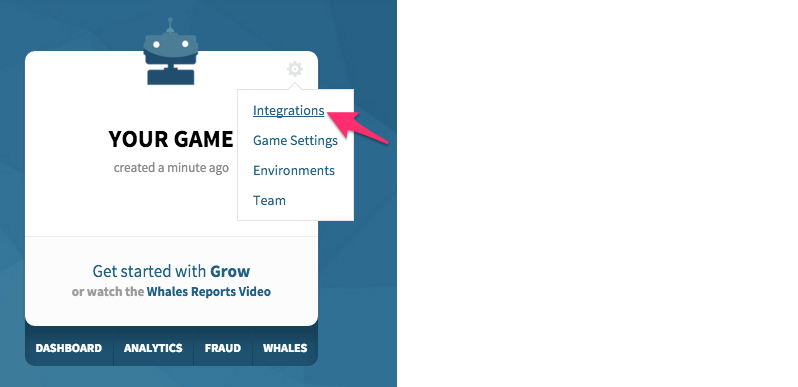 Integrations
YOUR GAME
Game Settings
created a minute ago
Environments
Team
Get started with Grow
or watch the Whales Reports Video
DASHBOARD
ANALYTICS
FRAUD
WHALES